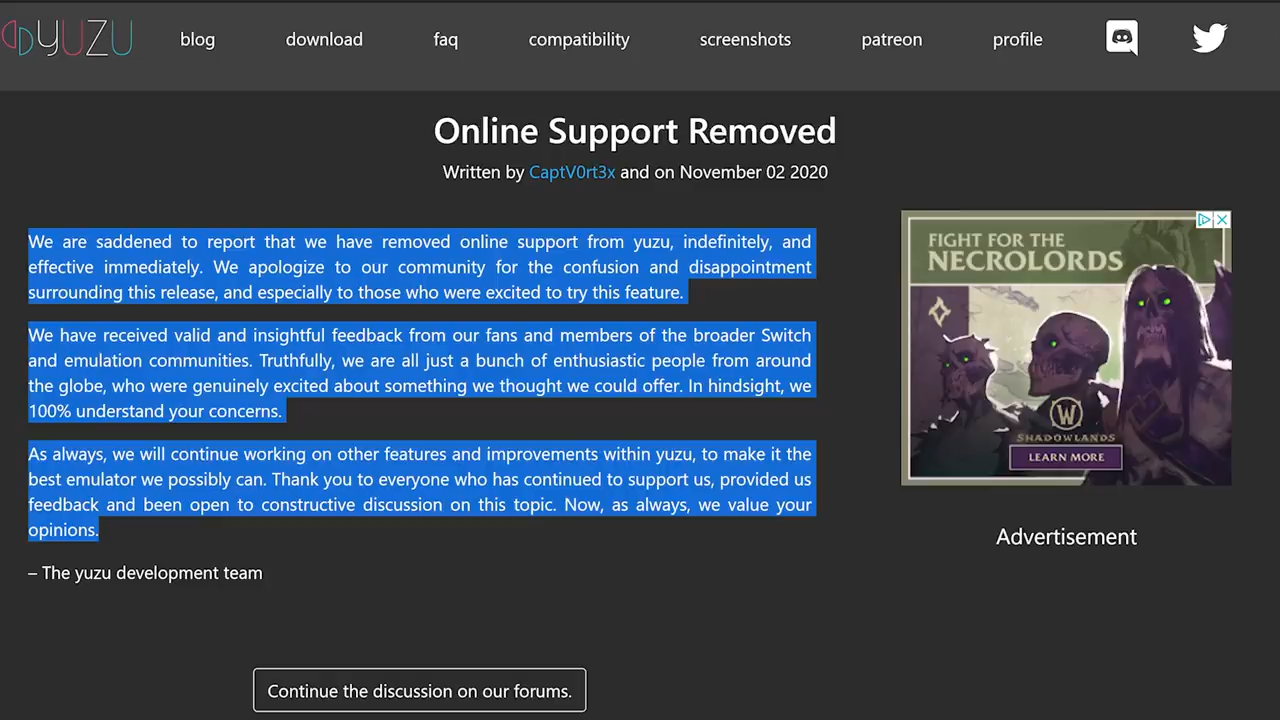 YUZU
blog
download
faq
compatibility
screenshots
patreon
profile
Online Support Removed
Written by CaptV0rt3x and on November 02 2020
We are saddened to report that we have removed online support from yuzu, indefinitely, and
effective immediately. We apologize to our community for the confusion and disappointment
surrounding this release, and especially to those who were excited to try this feature.
We have received valid and insightful feedback from our fans and members of the broader Switch
and emulation communities. Truthfully, we are all just a bunch of enthusiastic people from around
the globe, who were genuinely excited about something we thought we could offer. In hindsight, we
100% understand your concerns.
As always, we will continue working on other features and improvements within yuzu, to make it the
best emulator we possibly can. Thank you to everyone who has continued to support us, provided us
feedback and been open to constructive discussion on this topic. Now, as always, we value your
opinions.
– The yuzu development team
Continue the discussion on our forums.
FIGHT FOR THE
NECROLORDS
W
SHADOWLANDS
LEARN MORE
Advertisement